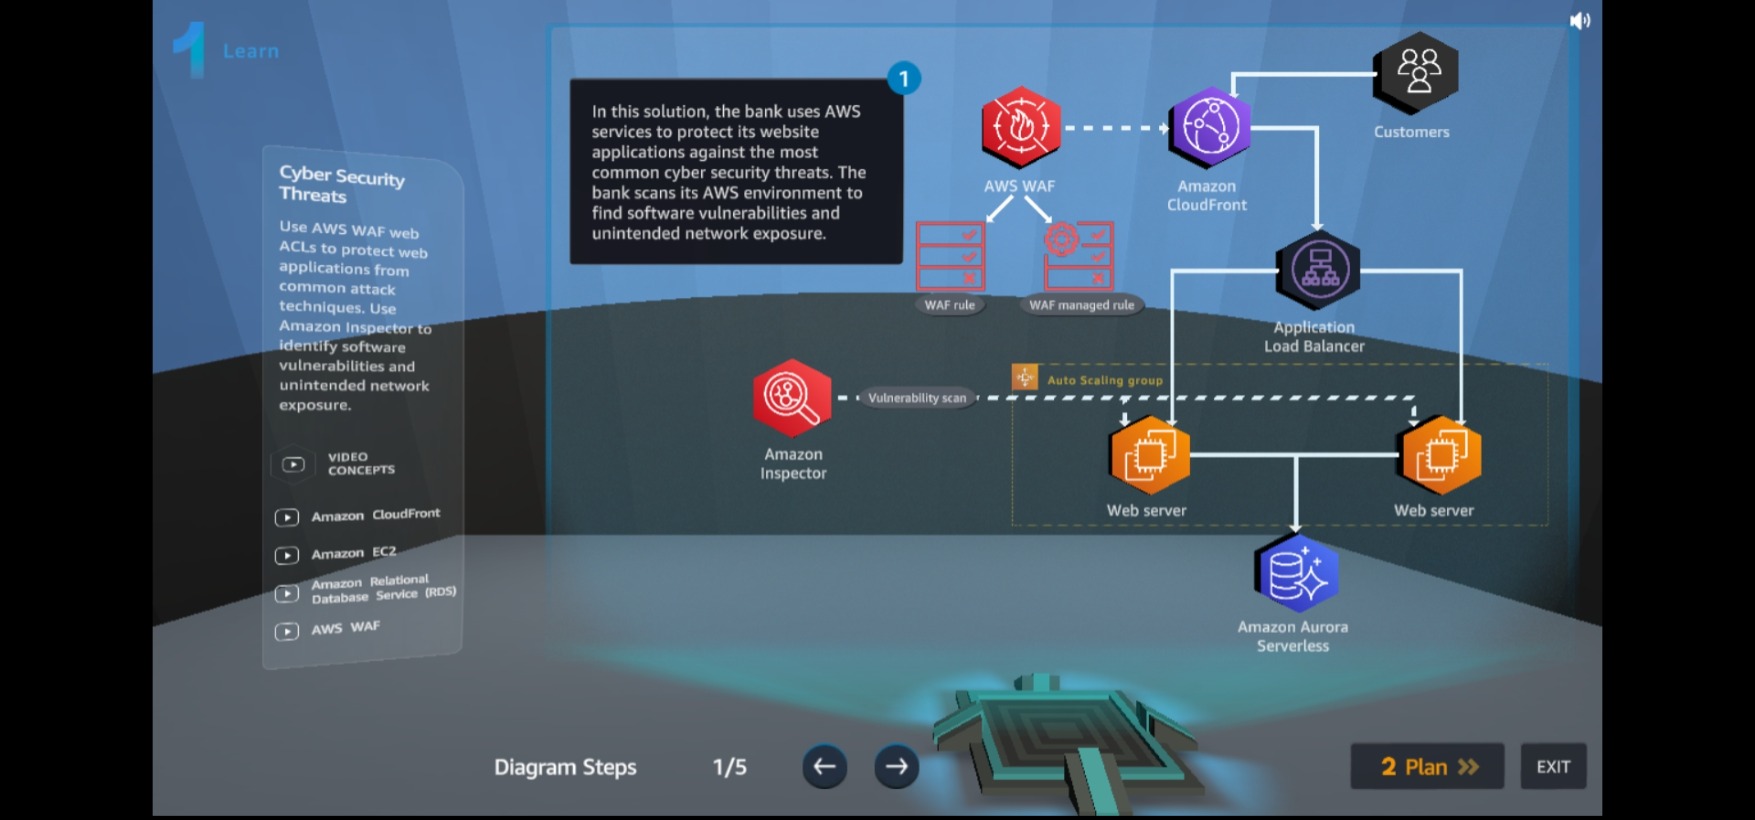 1 Learn
Cyber Security
Threats
Use AWS WAF web
ACLs to protect web
applications from
common attack
techniques. Use
Amazon Inspector to
identify software
vulnerabilities and
unintended network
exposure.
VIDEO
CONCEPTS
Amazon CloudFront
Amazon EC2
Amazon Relational
Database Service (RDS)
AWS WAF
1
In this solution, the bank uses AWS
services to protect its website
applications against the most
common cyber security threats. The
bank scans its AWS environment to
find software vulnerabilities and
unintended network exposure.
Customers
AWS WAF
Amazon
CloudFront
WAF rule
WAF managed rule
Application
Load Balancer
Auto Scaling group
Vulnerability scan
Amazon
Inspector
Web server
Web server
Amazon Aurora
Serverless
Diagram Steps
1/5
2 Plan
EXIT